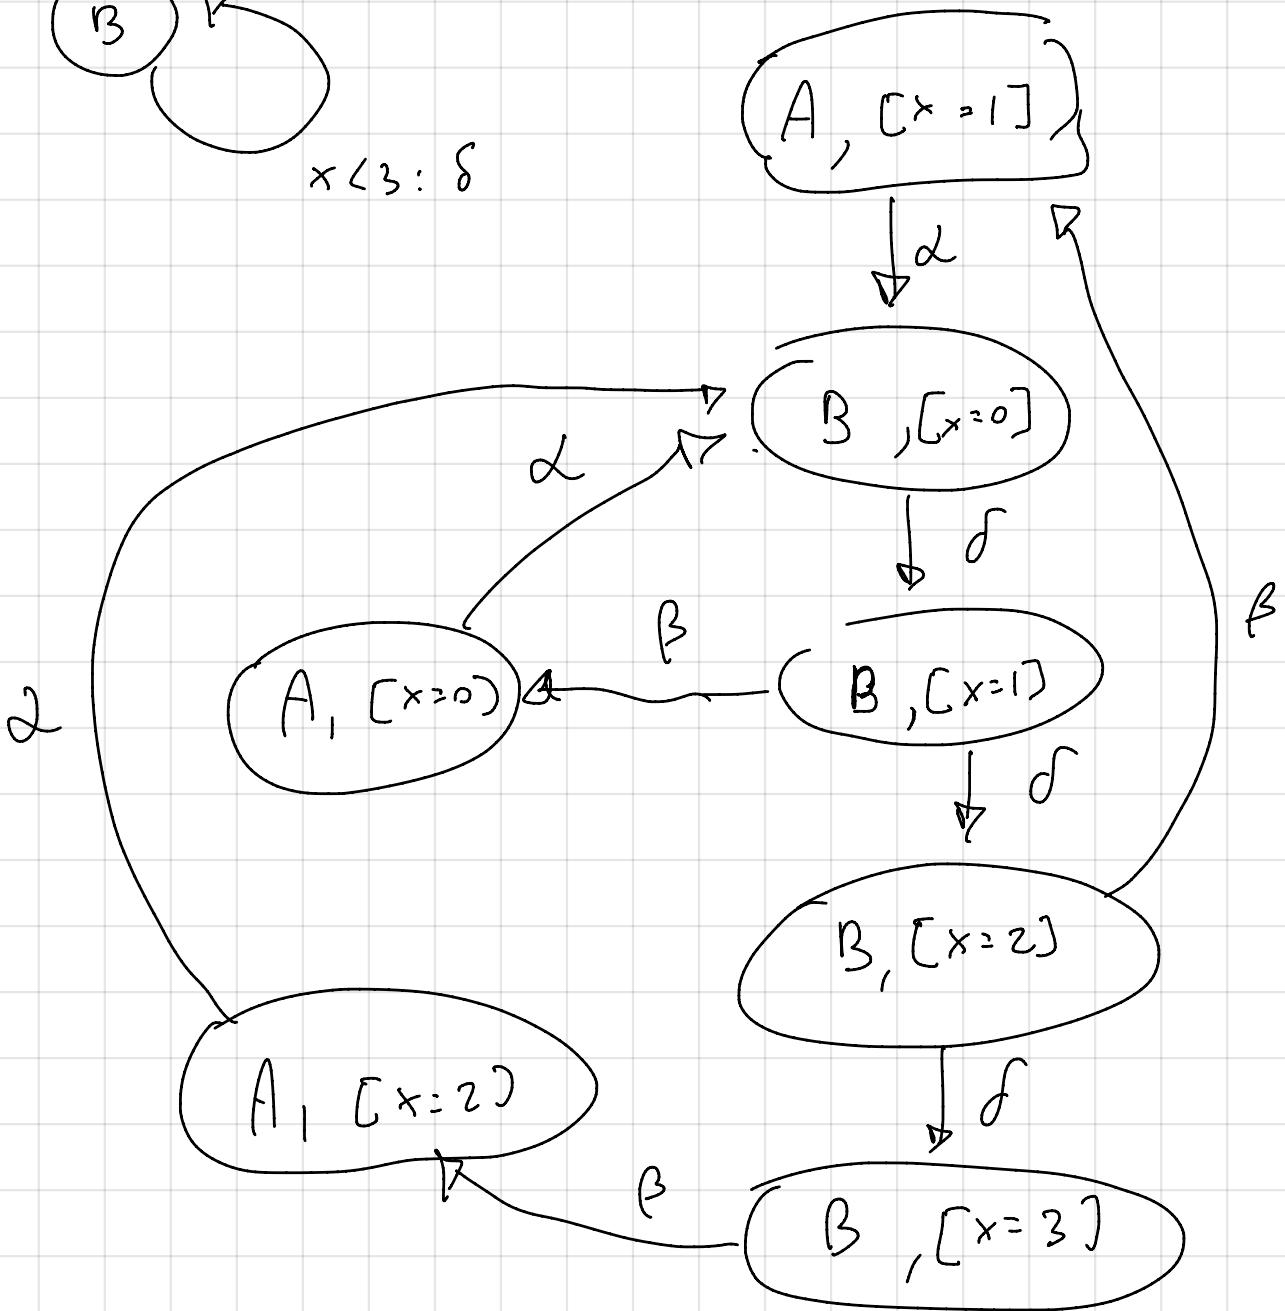 B
x<3: δ
A, [x=1]
α
B, [x=0]
α
δ
β
β
A, [x=0)
B, [x=1]
α
δ
B, [x=2]
A, [x=2)
δ
β
B, [x=3]